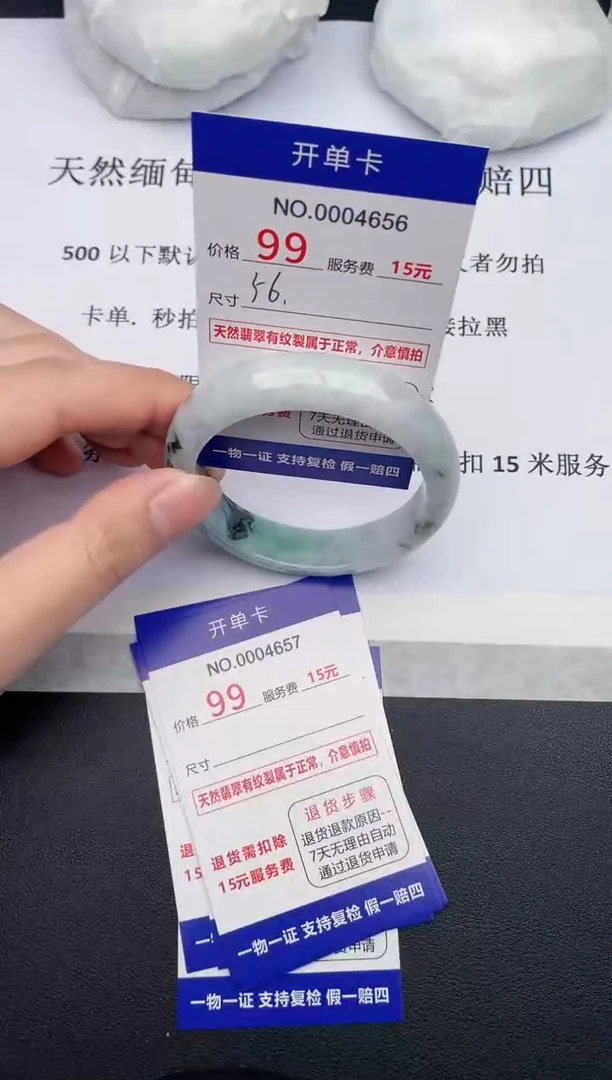 天然缅甸
赔四
500 以下默认
者勿拍
卡单. 秒拍
接拉黑
扣 15 米服务
开单卡
NO.0004656
价格 99 服务费 15元
尺寸 56.
天然翡翠有纹裂属于正常，介意慎拍
7天无理由
通过退货申请
一物一证 支持复检 假一赔四
开单卡
NO.0004657
价格 99 服务费 15元
尺寸
天然翡翠有纹裂属于正常，介意慎拍
退货步骤
退货需扣除
15元服务费
退货退款原因--
7天无理由自动
通过退货申请
一物一证 支持复检 假一赔四
退
15
货申请
一物一证 支持复检 假一赔四